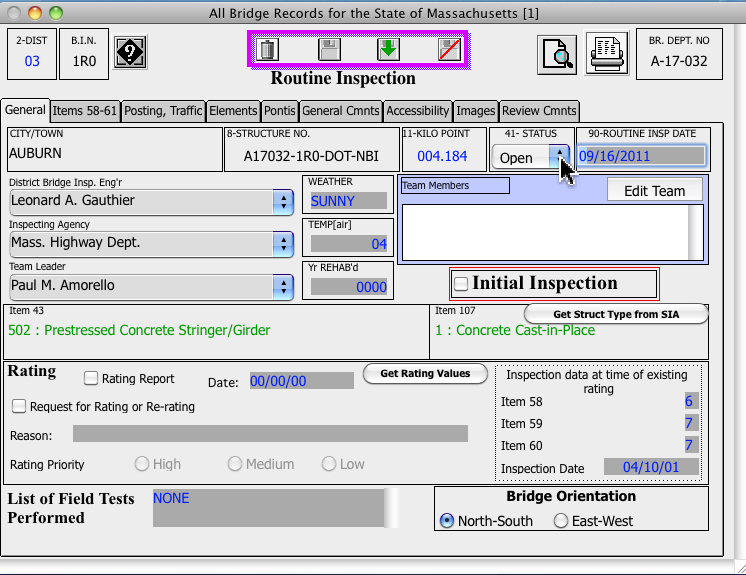 All Bridge Records for the State of Massachusetts [1]
2-DIST
03
B.I.N.
1R0
?
Routine Inspection
BR. DEPT. NO
A-17-032
General
Items 58-61
Posting, Traffic
Elements
Pontis
General Cmnts
Accessibility
Images
Review Cmnts
CITY/TOWN
AUBURN
8-STRUCTURE NO.
A17032-1R0-DOT-NBI
11-KILO POINT
004.184
41- STATUS
Open
90-ROUTINE INSP DATE
09/16/2011
District Bridge Insp. Eng'r
Leonard A. Gauthier
WEATHER
SUNNY
Team Members
Edit Team
Inspecting Agency
Mass. Highway Dept.
TEMP[air]
04
Team Leader
Paul M. Amorello
Yr REHAB'd
0000
Initial Inspection
Item 43
502 : Prestressed Concrete Stringer/Girder
Item 107
Get Struct Type from SIA
1 : Concrete Cast-in-Place
Rating
Rating Report
Date:
00/00/00
Get Rating Values
Request for Rating or Re-rating
Reason:
Rating Priority
High
Medium
Low
Inspection data at time of existing
rating
Item 58
6
Item 59
7
Item 60
7
Inspection Date
04/10/01
List of Field Tests
Performed
NONE
Bridge Orientation
North-South
East-West